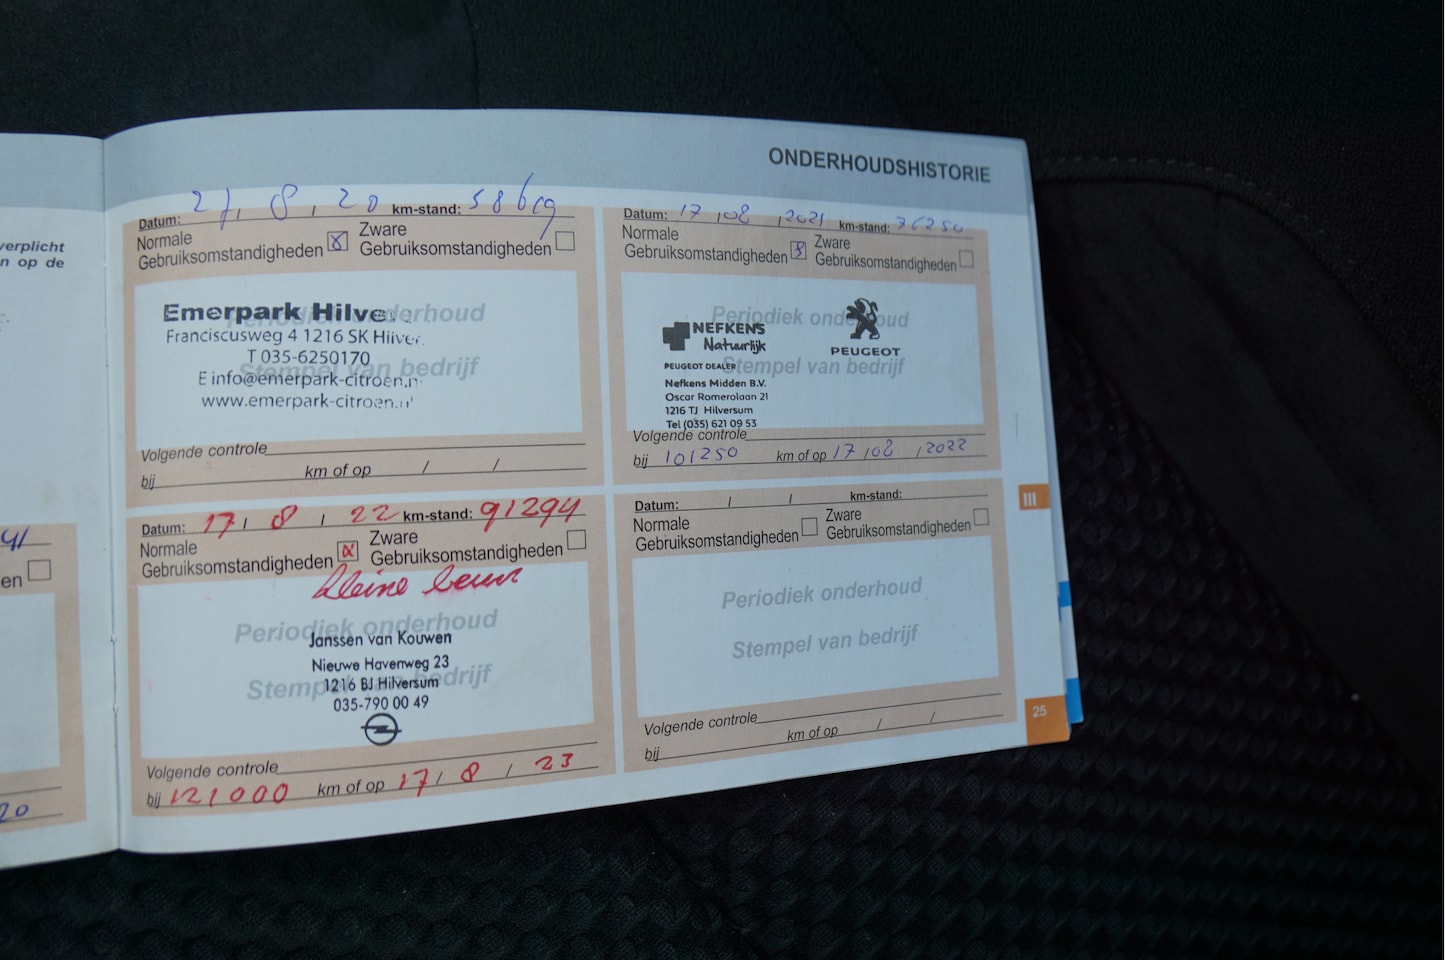 ONDERHOUDSHISTORIE
verplicht
n op de
41
en
20
Datum: 27 / 8 / 20 km-stand: 58619
Normale
Gebruiksomstandigheden
Zware
Gebruiksomstandigheden
Periodiek onderhoud
Stempel van bedrijf
Emerpark Hilver
Franciscusweg 4 1216 SK Hilver.
T 035-6250170
E info@emerpark-citroen.n
www.emerpark-citroen.nl
Volgende controle
bij km of op / /
Datum: 17 / 08 / 2021 km-stand: 76250
Normale
Gebruiksomstandigheden
Zware
Gebruiksomstandigheden
Periodiek onderhoud
Stempel van bedrijf
NEFKENS
Natuurlijk
PEUGEOT
PEUGEOT DEALER
Nefkens Midden B.V.
Oscar Romerolaan 21
1216 TJ Hilversum
Tel (035) 621 09 53
Volgende controle
bij 101250 km of op 17 / 08 / 2022
Datum: 17 / 8 / 22 km-stand: 91294
Normale
Gebruiksomstandigheden
Zware
Gebruiksomstandigheden
kleine beurt
Periodiek onderhoud
Stempel van bedrijf
Janssen van Kouwen
Nieuwe Havenweg 23
1216 BJ Hilversum
035-790 00 49
Volgende controle
bij 121000 km of op 17 / 8 / 23
Datum: / / km-stand:
Normale
Gebruiksomstandigheden
Zware
Gebruiksomstandigheden
Periodiek onderhoud
Stempel van bedrijf
Volgende controle
bij km of op / /
III
25